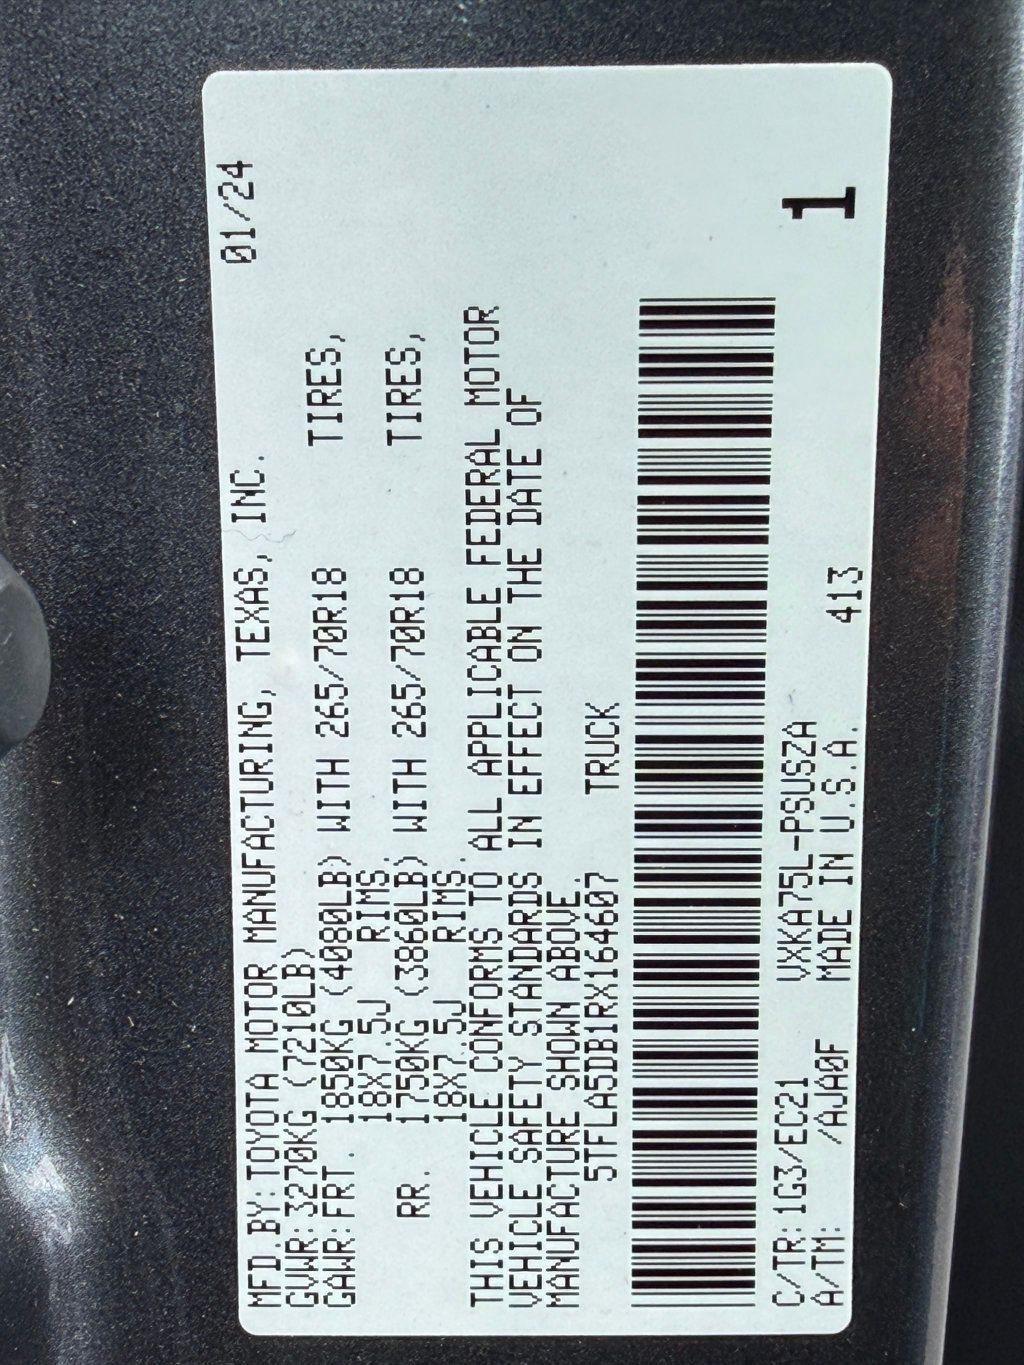 MFD.BY:TOYOTA MOTOR MANUFACTURING, TEXAS, INC. 01/24
GVWR:3270KG (7210LB)
GAWR:FRT. 1850KG (4080LB) WITH 265/70R18 TIRES,
18X7.5J RIMS.
RR. 1750KG (3860LB) WITH 265/70R18 TIRES,
18X7.5J RIMS.
THIS VEHICLE CONFORMS TO ALL APPLICABLE FEDERAL MOTOR
VEHICLE SAFETY STANDARDS IN EFFECT ON THE DATE OF
MANUFACTURE SHOWN ABOVE.
5TFLA5DB1RX164607 TRUCK
1
C/TR:1G3/EC21 VXKA75L-PSUSZA
A/TM: /AJA0F MADE IN U.S.A. 413